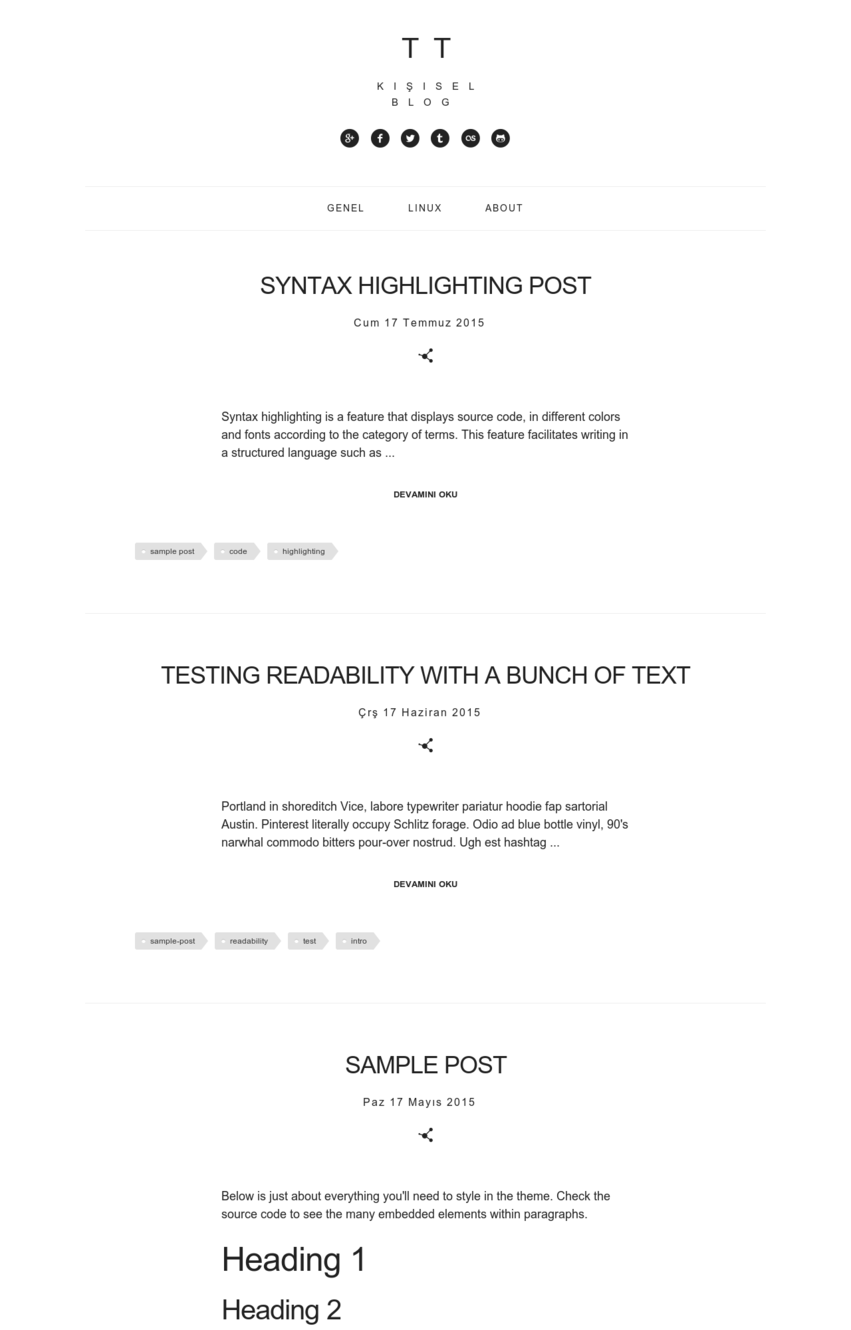 T T
KIŞISEL
BLOG
GENEL LINUX ABOUT
SYNTAX HIGHLIGHTING POST
Cum 17 Temmuz 2015
Syntax highlighting is a feature that displays source code, in different colors
and fonts according to the category of terms. This feature facilitates writing in
a structured language such as ...
DEVAMINI OKU
sample post code highlighting
TESTING READABILITY WITH A BUNCH OF TEXT
Çrş 17 Haziran 2015
Portland in shoreditch Vice, labore typewriter pariatur hoodie fap sartorial
Austin. Pinterest literally occupy Schlitz forage. Odio ad blue bottle vinyl, 90's
narwhal commodo bitters pour-over nostrud. Ugh est hashtag ...
DEVAMINI OKU
sample-post readability test intro
SAMPLE POST
Paz 17 Mayıs 2015
Below is just about everything you'll need to style in the theme. Check the
source code to see the many embedded elements within paragraphs.
Heading 1
Heading 2